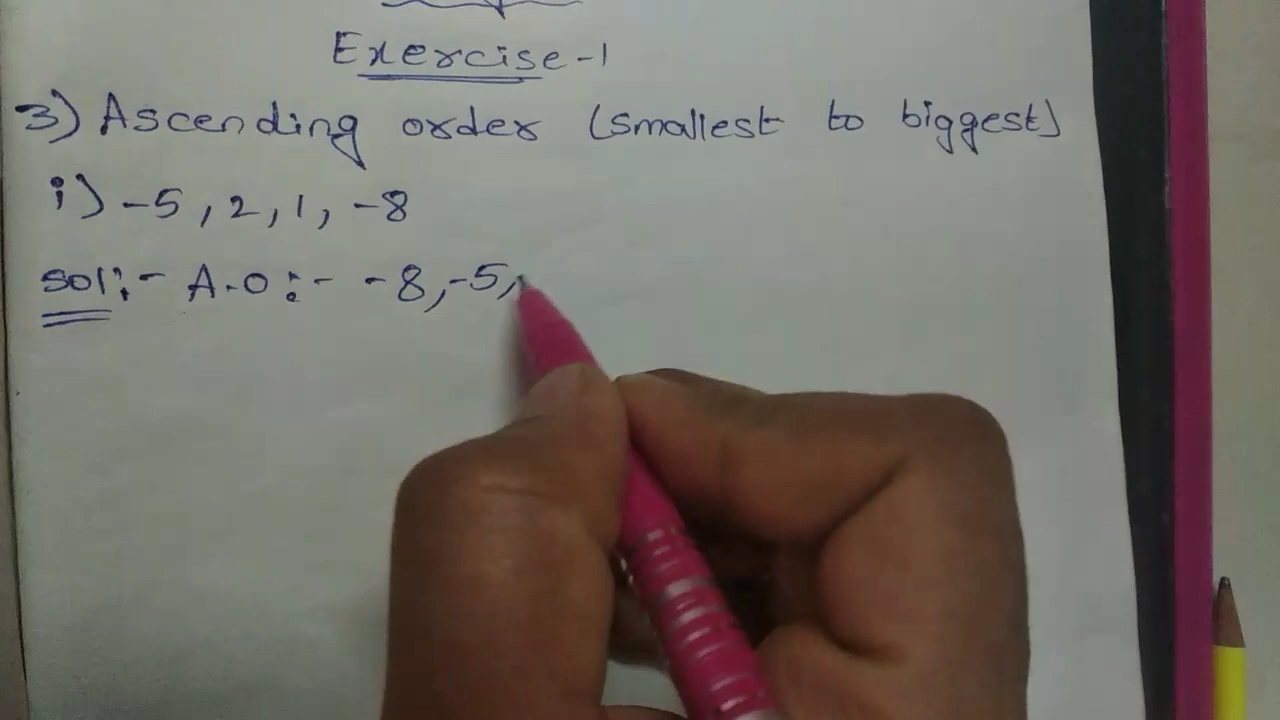 Exercise-1
3) Ascending order (smallest to biggest)
i) -5, 2, 1, -8
Sol:- A.O:- -8, -5,